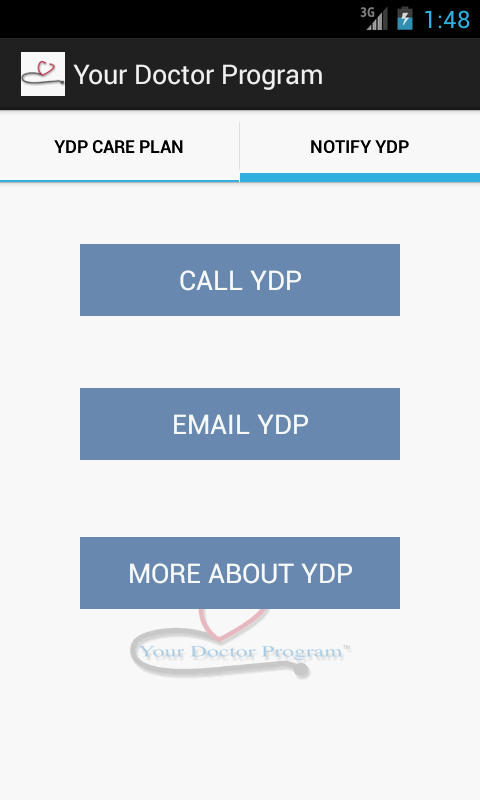 3G 1:48
Your Doctor Program
YDP CARE PLAN NOTIFY YDP
CALL YDP
EMAIL YDP
MORE ABOUT YDP
Your Doctor Program™